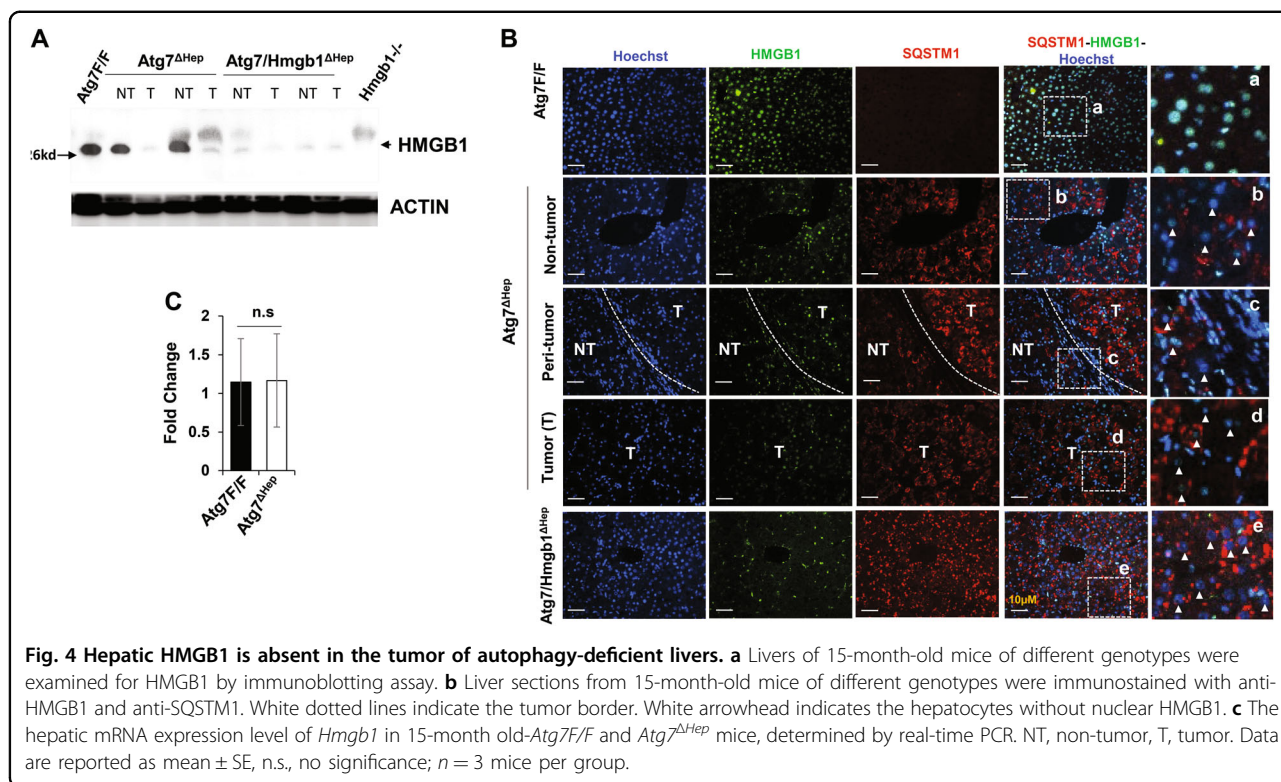 A
Atg7F/F
Atg7ΔHep
Atg7/Hmgb1ΔHep
Hmgb1-/-
NT T NT T NT T NT T
HMGB1
26kd
ACTIN
C
n.s
2
1.5
1
0.5
0
Fold Change
Atg7F/F
Atg7ΔHep
B
Hoechst
HMGB1
SQSTM1
SQSTM1-HMGB1-
Hoechst
Atg7F/F
a
a
Atg7ΔHep
Non-tumor
b
b
Peri-tumor
NT T
NT T
NT T
NT T
c
c
Tumor (T)
T
T
T
T
d
d
Atg7/Hmgb1ΔHep
10µM
e
e
Fig. 4 Hepatic HMGB1 is absent in the tumor of autophagy-deficient livers. a Livers of 15-month-old mice of different genotypes were
examined for HMGB1 by immunoblotting assay. b Liver sections from 15-month-old mice of different genotypes were immunostained with anti-
HMGB1 and anti-SQSTM1. White dotted lines indicate the tumor border. White arrowhead indicates the hepatocytes without nuclear HMGB1. c The
hepatic mRNA expression level of Hmgb1 in 15-month old-Atg7F/F and Atg7ΔHep mice, determined by real-time PCR. NT, non-tumor, T, tumor. Data
are reported as mean ± SE, n.s., no significance; n = 3 mice per group.